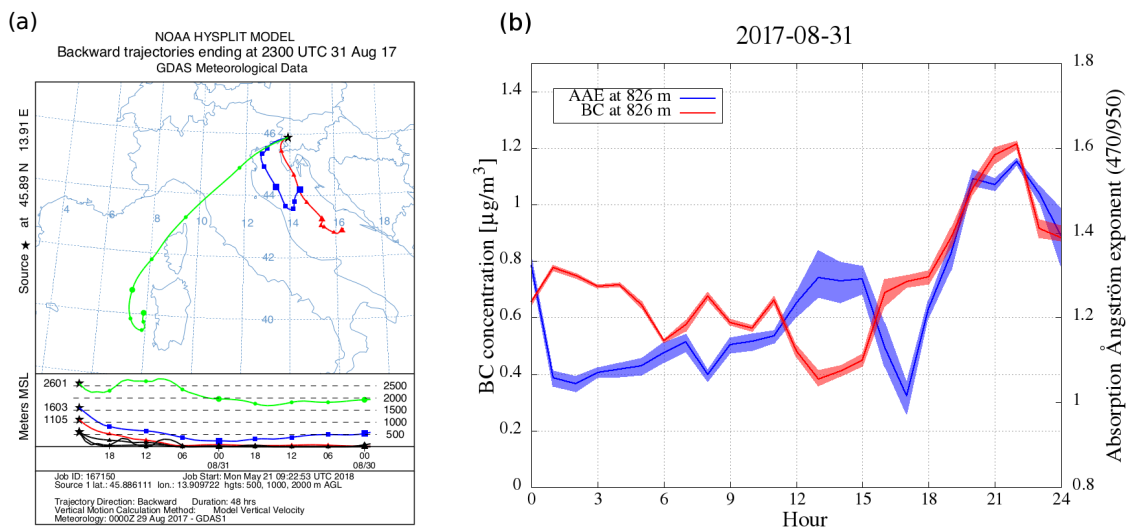 (a)
NOAA HYSPLIT MODEL
Backward trajectories ending at 2300 UTC 31 Aug 17
GDAS Meteorological Data
Source ★ at 45.89 N 13.91 E
46
44
42
40
4
6
8
10
12
14
16
Meters MSL
2601
1603
1105
2500
2000
1500
1000
500
18 12 06 00 18 12 06 00
08/31 08/30
Job ID: 167150 Job Start: Mon May 21 09:22:53 UTC 2018
Source 1 lat.: 45.886111 lon.: 13.909722 hgts: 500, 1000, 2000 m AGL
Trajectory Direction: Backward Duration: 48 hrs
Vertical Motion Calculation Method: Model Vertical Velocity
Meteorology: 0000Z 29 Aug 2017 - GDAS1
(b)
2017-08-31
AAE at 826 m
BC at 826 m
BC concentration [µg/m³]
1.4
1.2
1
0.8
0.6
0.4
0.2
0
0 3 6 9 12 15 18 21 24
Hour
1.8
1.6
1.4
1.2
1
0.8
Absorption Ångström exponent (470/950)